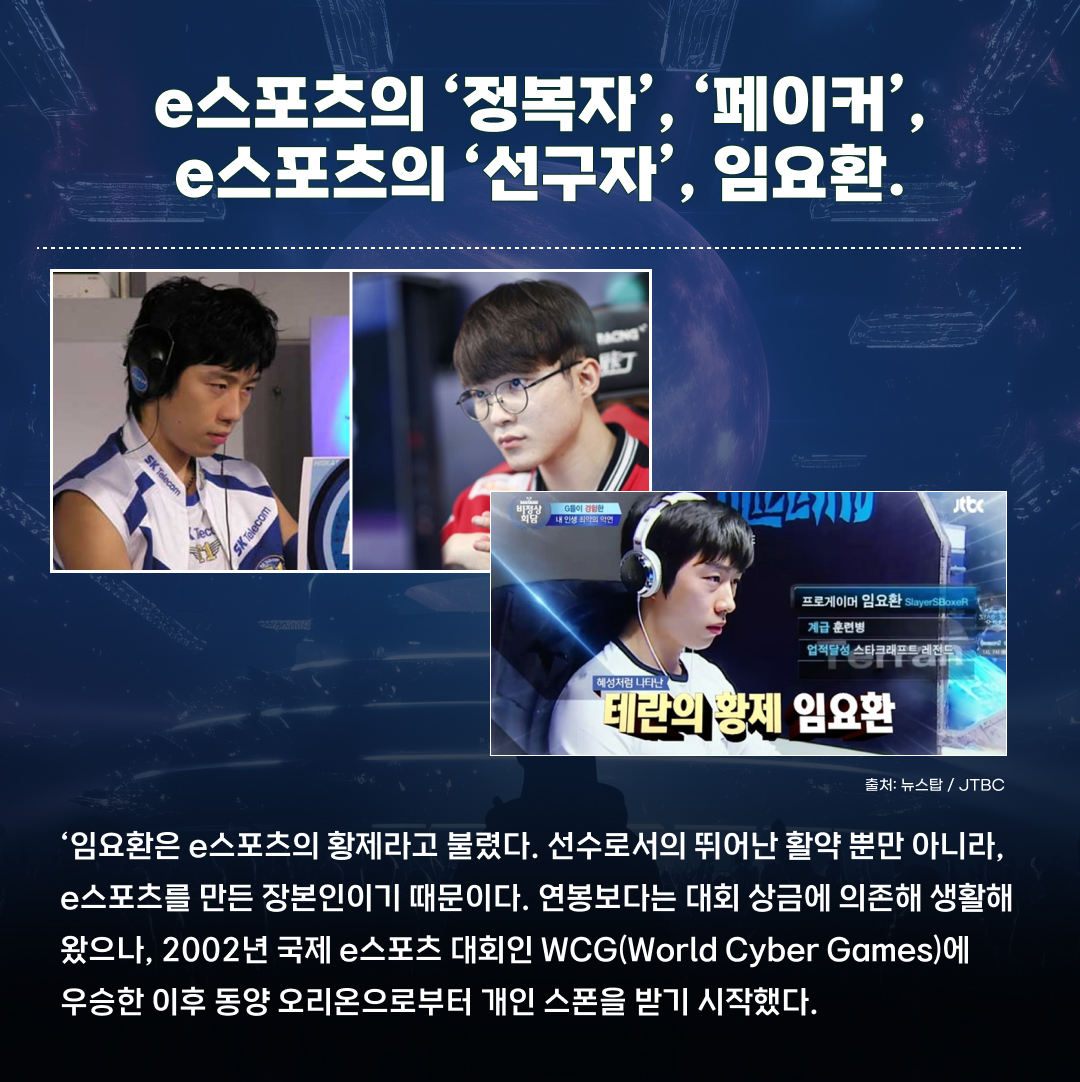 e스포츠의 ‘정복자’, ‘페이커’,
e스포츠의 ‘선구자’, 임요환.
RACING
SK Telecom
SK Telecom
비정상
회담
G들이 경험한
내 인생 최악의 악연
jtbc
프로게이머 임요환 SlayerSBoxeR
계급 훈련병
업적달성 스타크래프트 레전드
Terran
혜성처럼 나타난
테란의 황제 임요환
출처: 뉴스탑 / JTBC
‘임요환은 e스포츠의 황제라고 불렸다. 선수로서의 뛰어난 활약 뿐만 아니라,
e스포츠를 만든 장본인이기 때문이다. 연봉보다는 대회 상금에 의존해 생활해
왔으나, 2002년 국제 e스포츠 대회인 WCG(World Cyber Games)에
우승한 이후 동양 오리온으로부터 개인 스폰을 받기 시작했다.